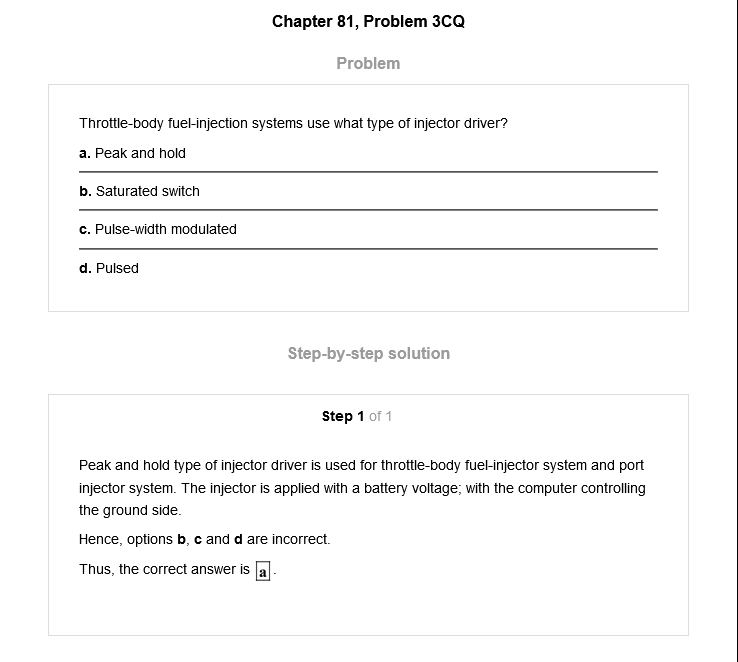 Chapter 81, Problem 3CQ
Problem
Throttle-body fuel-injection systems use what type of injector driver?
a. Peak and hold
b. Saturated switch
c. Pulse-width modulated
d. Pulsed
Step-by-step solution
Step 1 of 1
Peak and hold type of injector driver is used for throttle-body fuel-injector system and port
injector system. The injector is applied with a battery voltage; with the computer controlling
the ground side.
Hence, options b, c and d are incorrect.
Thus, the correct answer is a.